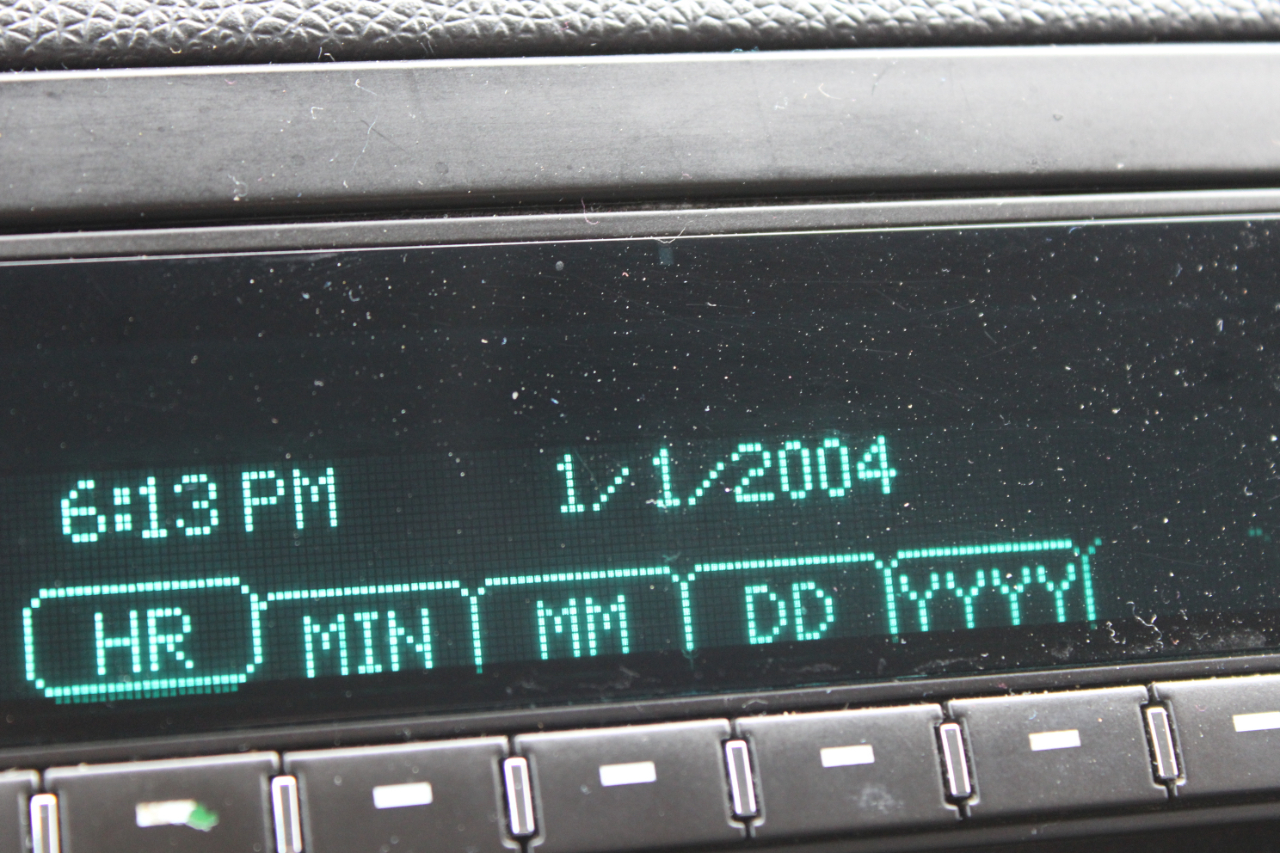 6:13 PM 1/1/2004
HR MIN MM DD YYYY